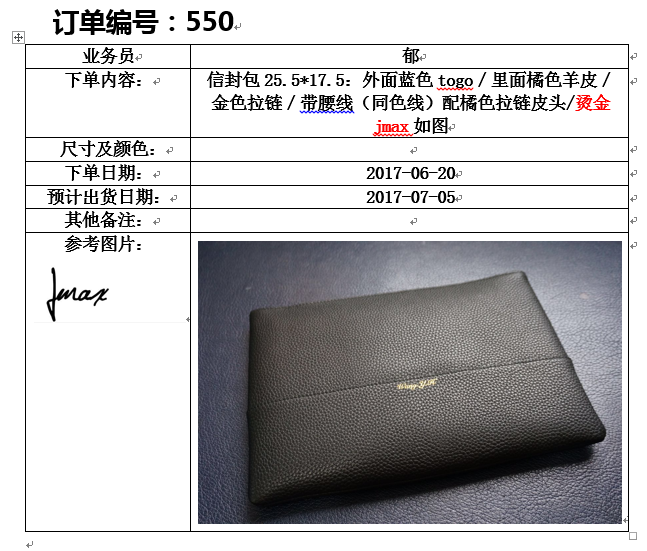 订单编号：550
业务员 郁
下单内容： 信封包 25.5*17.5：外面蓝色 togo / 里面橘色羊皮 /
金色拉链 / 带腰线（同色线）配橘色拉链皮头/烫金
jmax 如图
尺寸及颜色：
下单日期： 2017-06-20
预计出货日期： 2017-07-05
其他备注：
参考图片：
Jmax